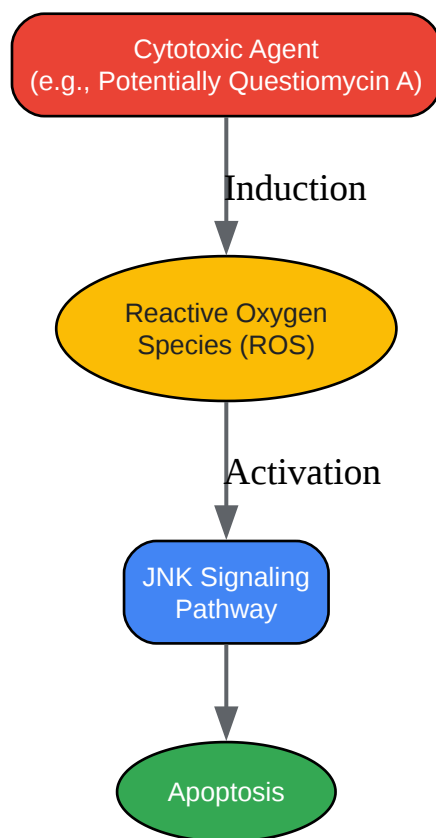 Cytotoxic Agent
(e.g., Potentially Questiomycin A)
Induction
Reactive Oxygen
Species (ROS)
Activation
JNK Signaling
Pathway
Apoptosis